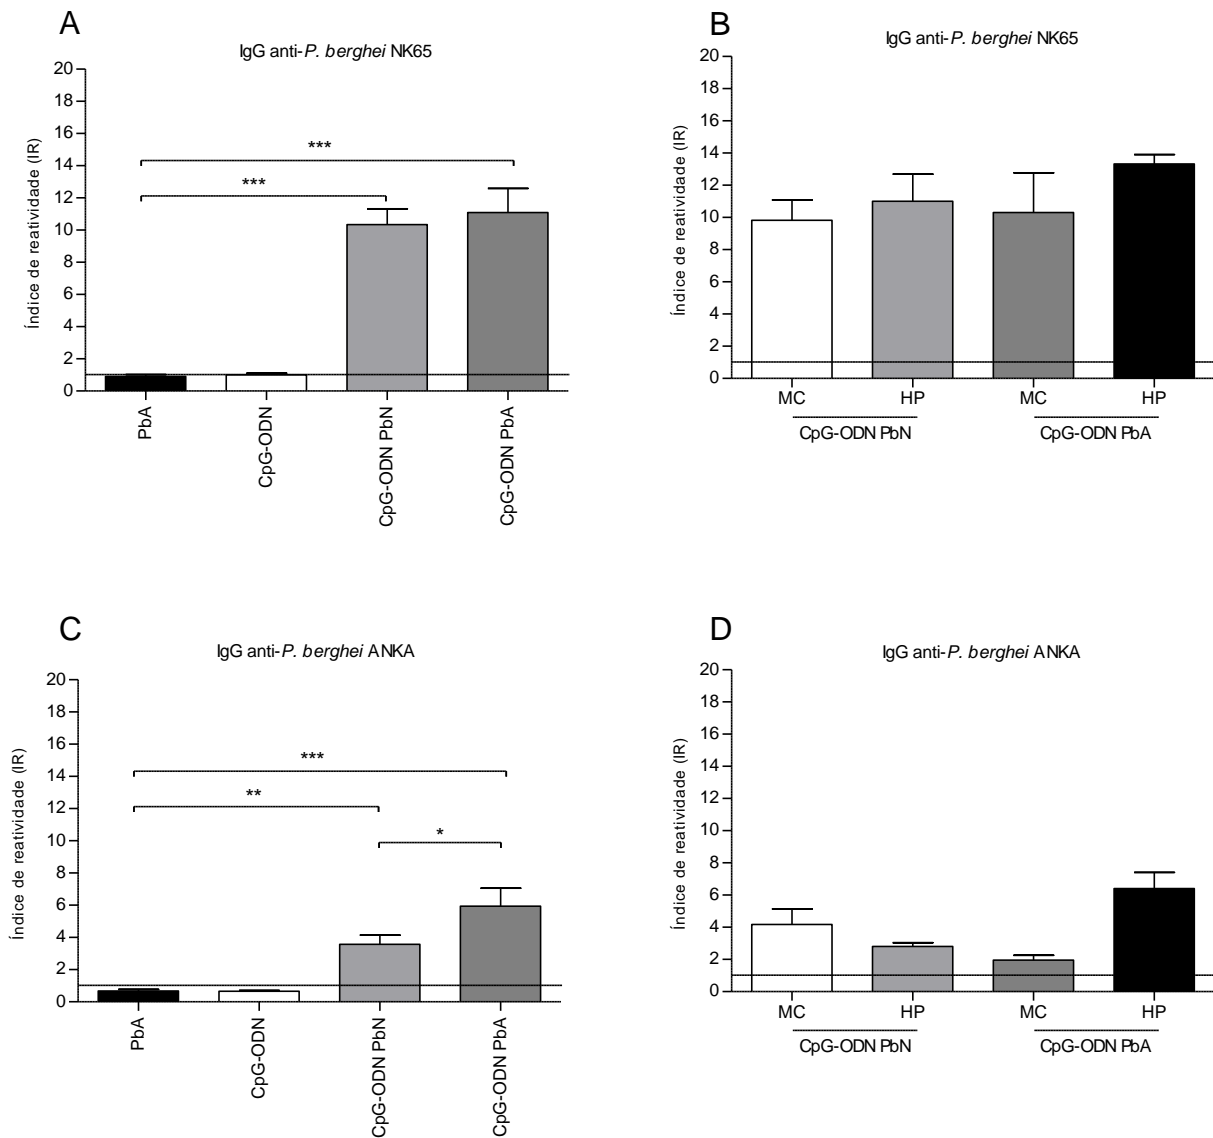 A
IgG anti-P. berghei NK65
Índice de reatividade (IR)
20
18
16
14
12
10
8
6
4
2
0
***
***
PbA
CpG-ODN
CpG-ODN PbN
CpG-ODN PbA
B
IgG anti-P. berghei NK65
Índice de reatividade (IR)
20
18
16
14
12
10
8
6
4
2
0
MC HP MC HP
CpG-ODN PbN CpG-ODN PbA
C
IgG anti-P. berghei ANKA
Índice de reatividade (IR)
20
18
16
14
12
10
8
6
4
2
0
***
**
*
PbA
CpG-ODN
CpG-ODN PbN
CpG-ODN PbA
D
IgG anti-P. berghei ANKA
Índice de reatividade (IR)
20
18
16
14
12
10
8
6
4
2
0
MC HP MC HP
CpG-ODN PbN CpG-ODN PbA